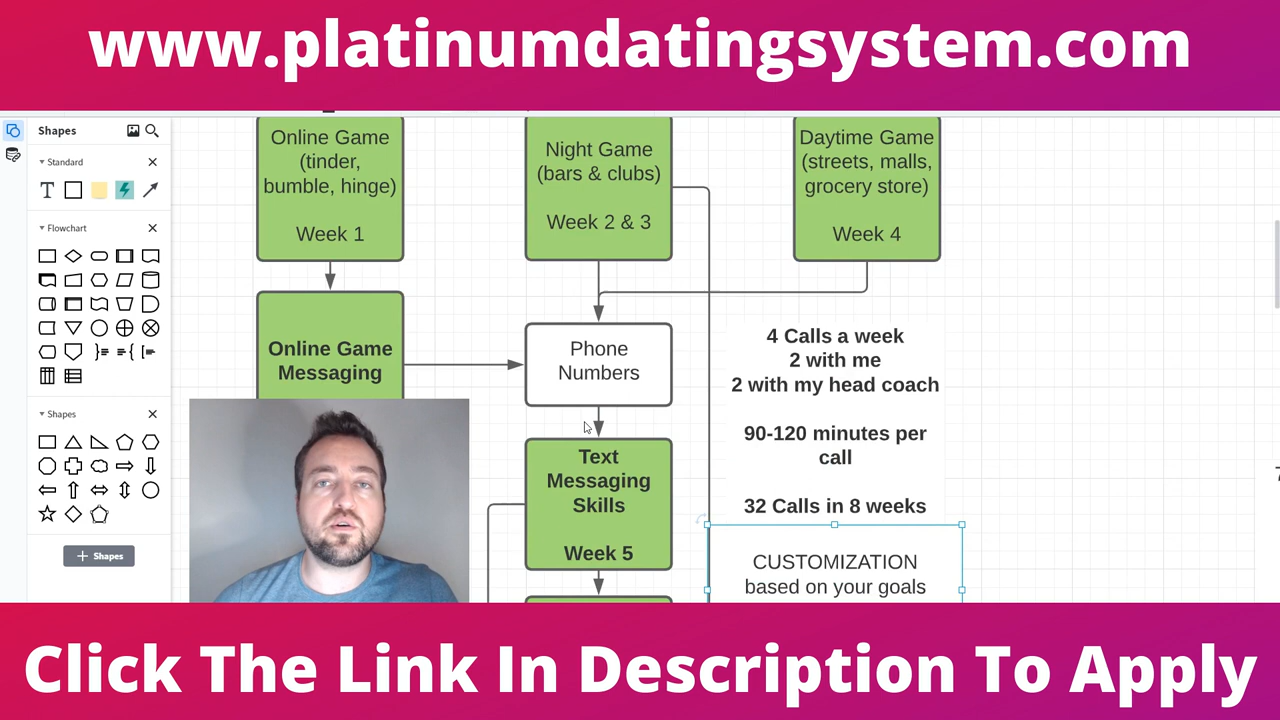 www.platinumdatingsystem.com
Shapes
Standard
T
Flowchart
Shapes
+ Shapes
Online Game
(tinder,
bumble, hinge)
Week 1
Night Game
(bars & clubs)
Week 2 & 3
Daytime Game
(streets, malls,
grocery store)
Week 4
Online Game
Messaging
Phone
Numbers
4 Calls a week
2 with me
2 with my head coach
90-120 minutes per
call
32 Calls in 8 weeks
Text
Messaging
Skills
Week 5
CUSTOMIZATION
based on your goals
Click The Link In Description To Apply